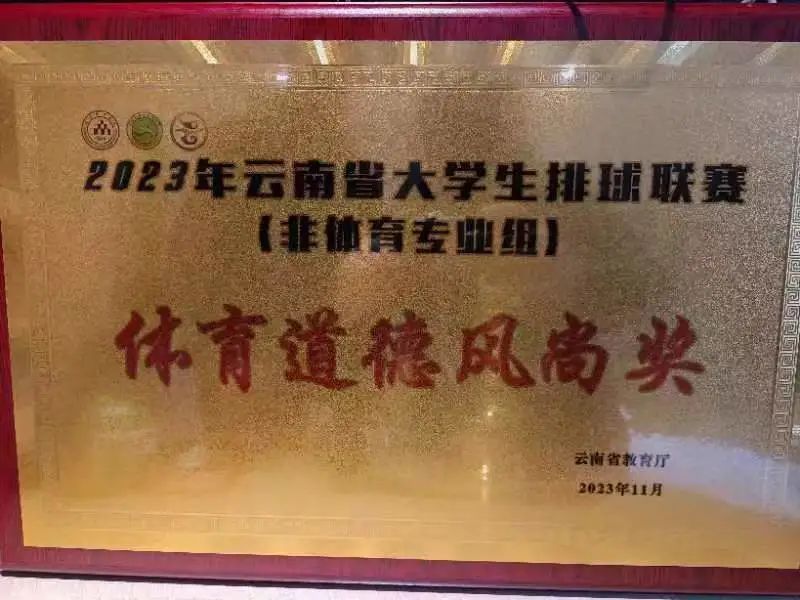 2023年云南省大学生排球联赛
（非体育专业组）
体育道德风尚奖
云南省教育厅
2023年11月